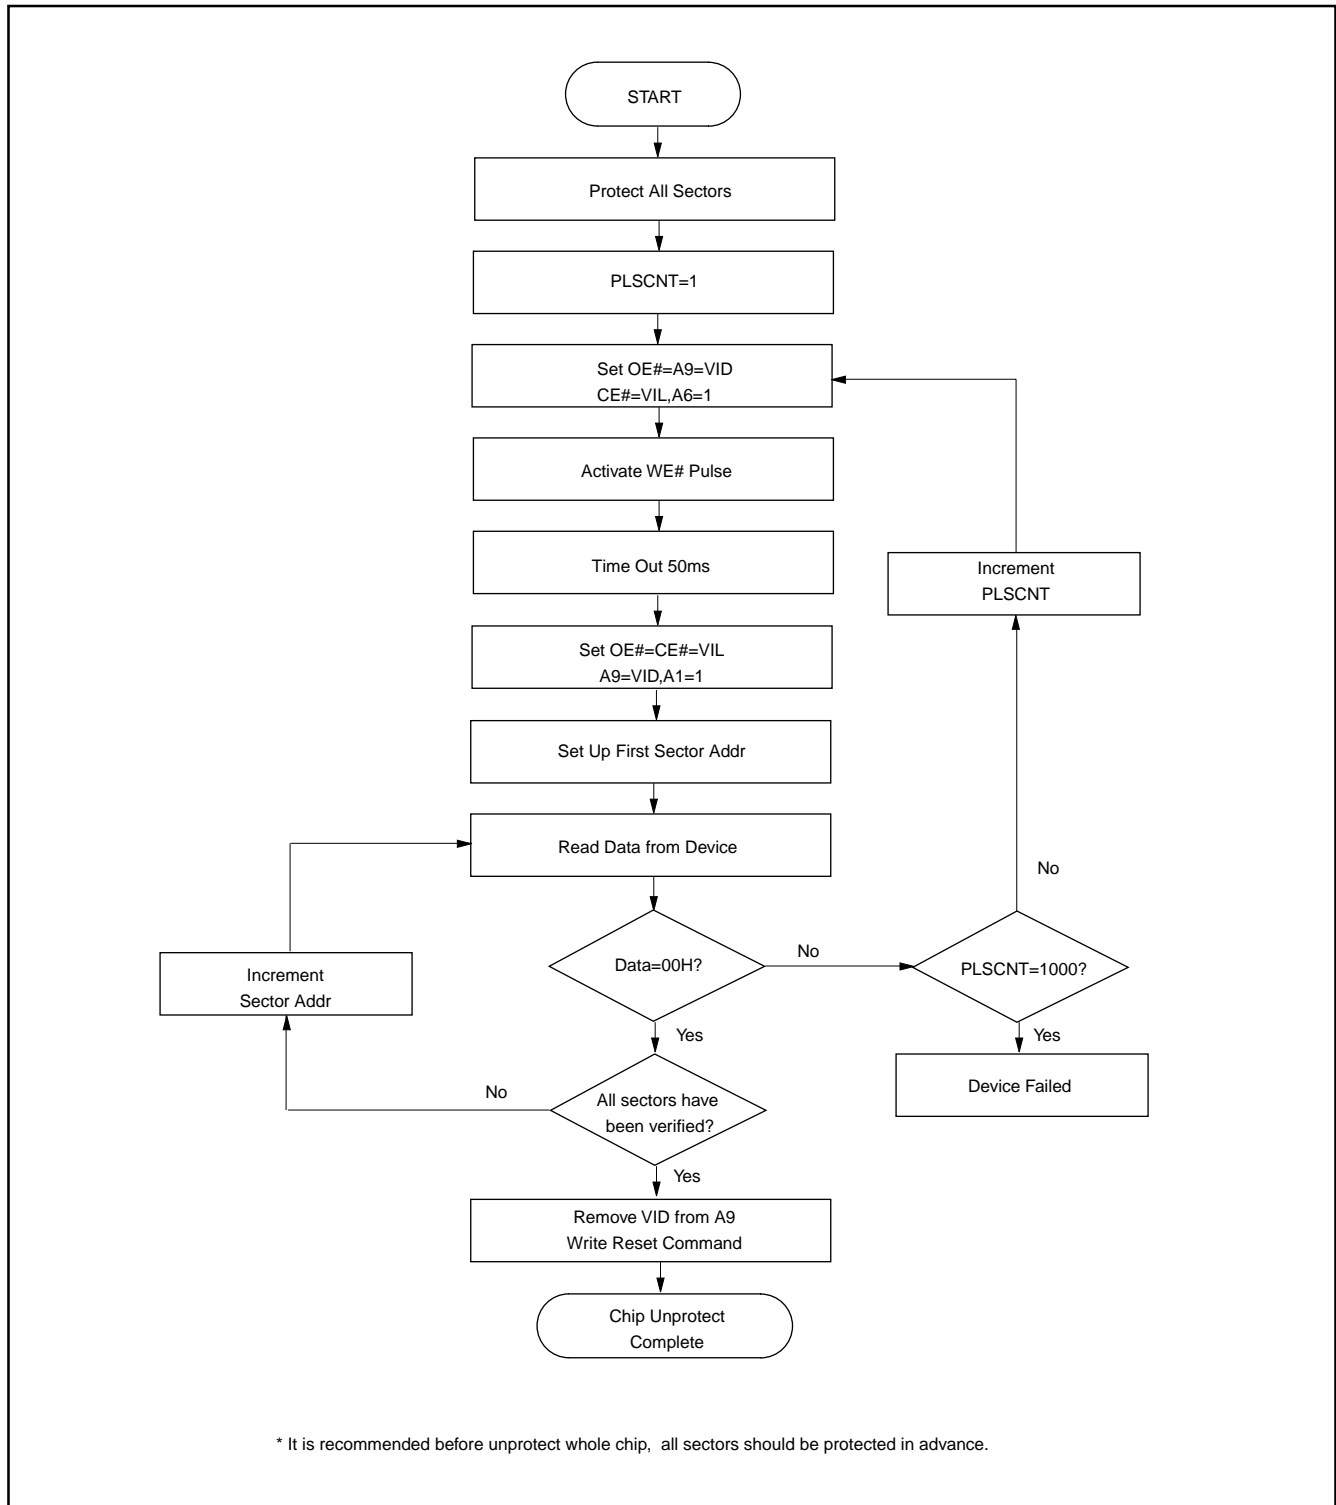 START
Protect All Sectors
PLSCNT=1
Set OE#=A9=VID
CE#=VIL,A6=1
Activate WE# Pulse
Time Out 50ms
Increment
PLSCNT
Set OE#=CE#=VIL
A9=VID,A1=1
Set Up First Sector Addr
Read Data from Device
No
Data=00H?
No
PLSCNT=1000?
Increment
Sector Addr
Yes
Yes
Device Failed
No
All sectors have
been verified?
Yes
Remove VID from A9
Write Reset Command
Chip Unprotect
Complete
* It is recommended before unprotect whole chip,  all sectors should be protected in advance.